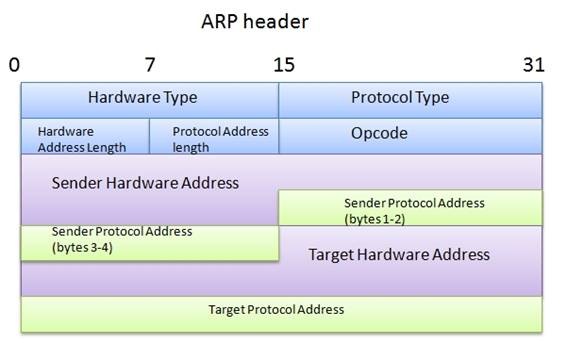 ARP header
0 7 15 31
Hardware Type Protocol Type
Hardware
Address Length
Protocol Address
length
Opcode
Sender Hardware Address
Sender Protocol Address
(bytes 1-2)
Sender Protocol Address
(bytes 3-4)
Target Hardware Address
Target Protocol Address